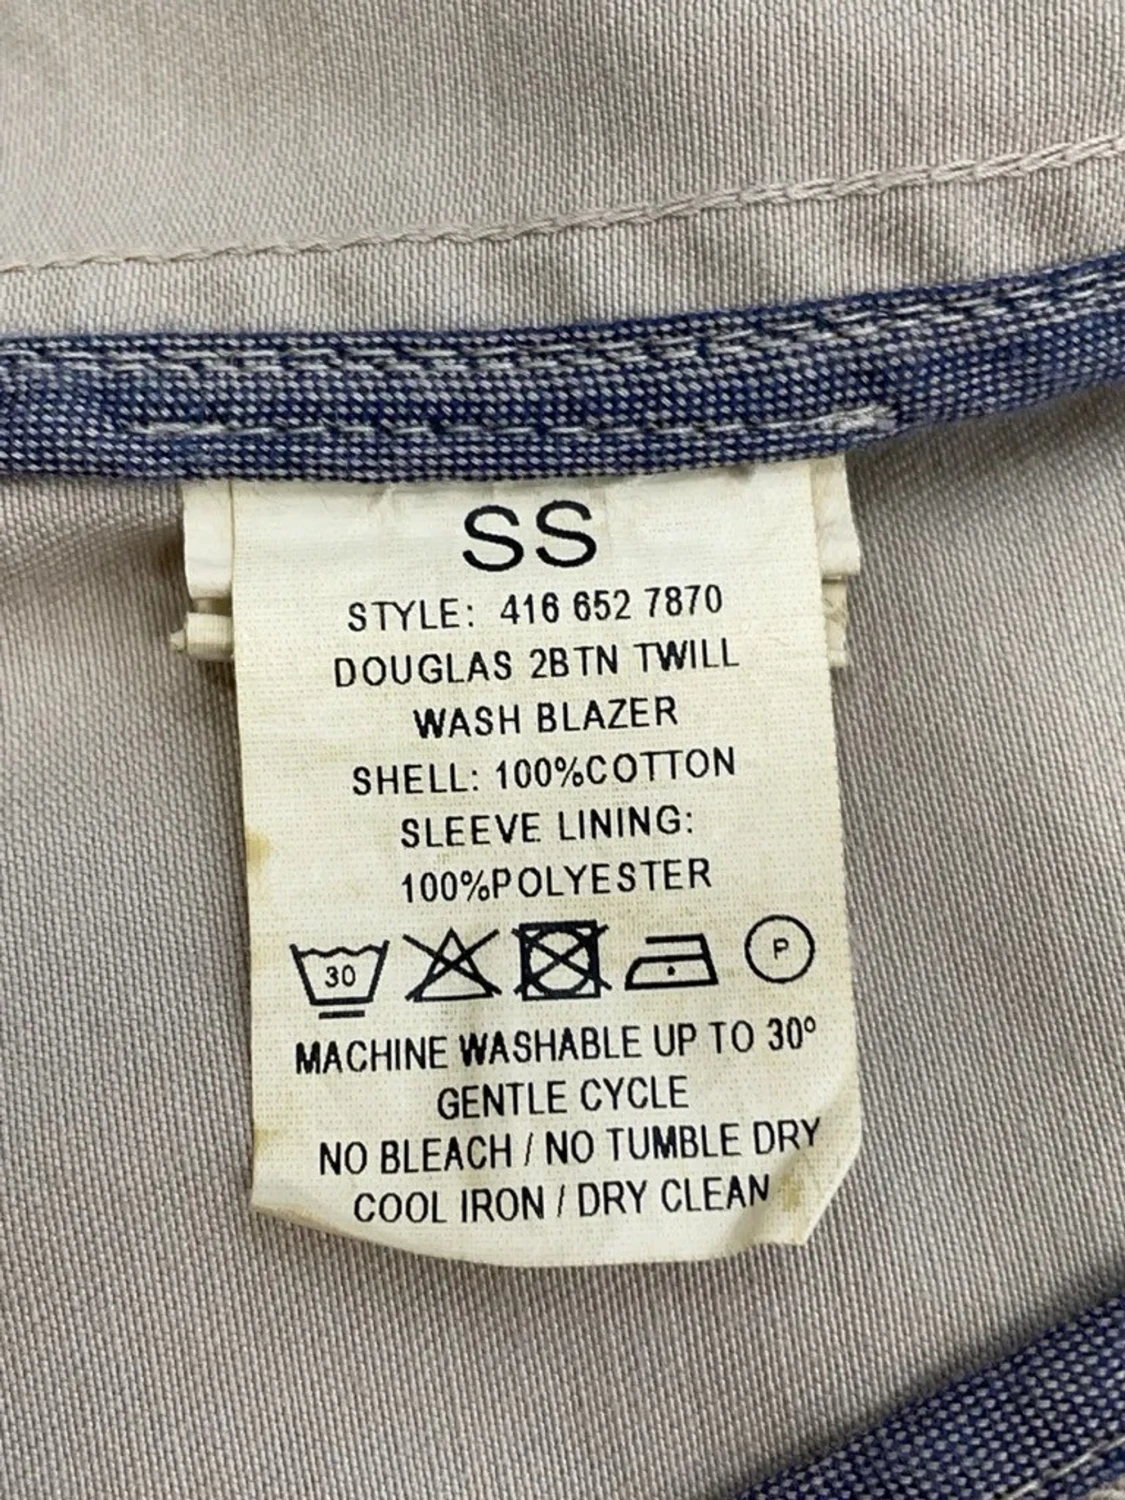 SS
STYLE: 416 652 7870
DOUGLAS 2BTN TWILL
WASH BLAZER
SHELL: 100%COTTON
SLEEVE LINING:
100%POLYESTER
30 P
MACHINE WASHABLE UP TO 30°
GENTLE CYCLE
NO BLEACH / NO TUMBLE DRY
COOL IRON / DRY CLEAN